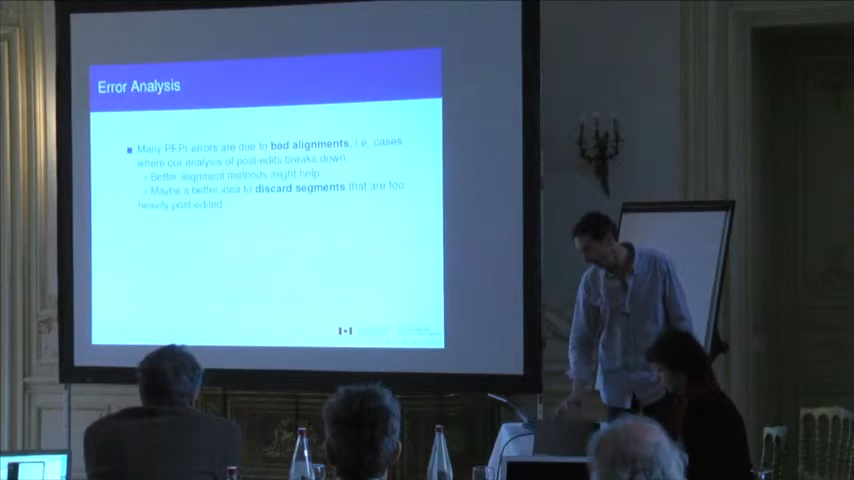 Error Analysis
Many PEPr errors are due to bad alignments, i.e. cases
where our analysis of post-edits breaks down.
Better alignment methods might help
Maybe a better idea to discard segments that are too
heavily post-edited